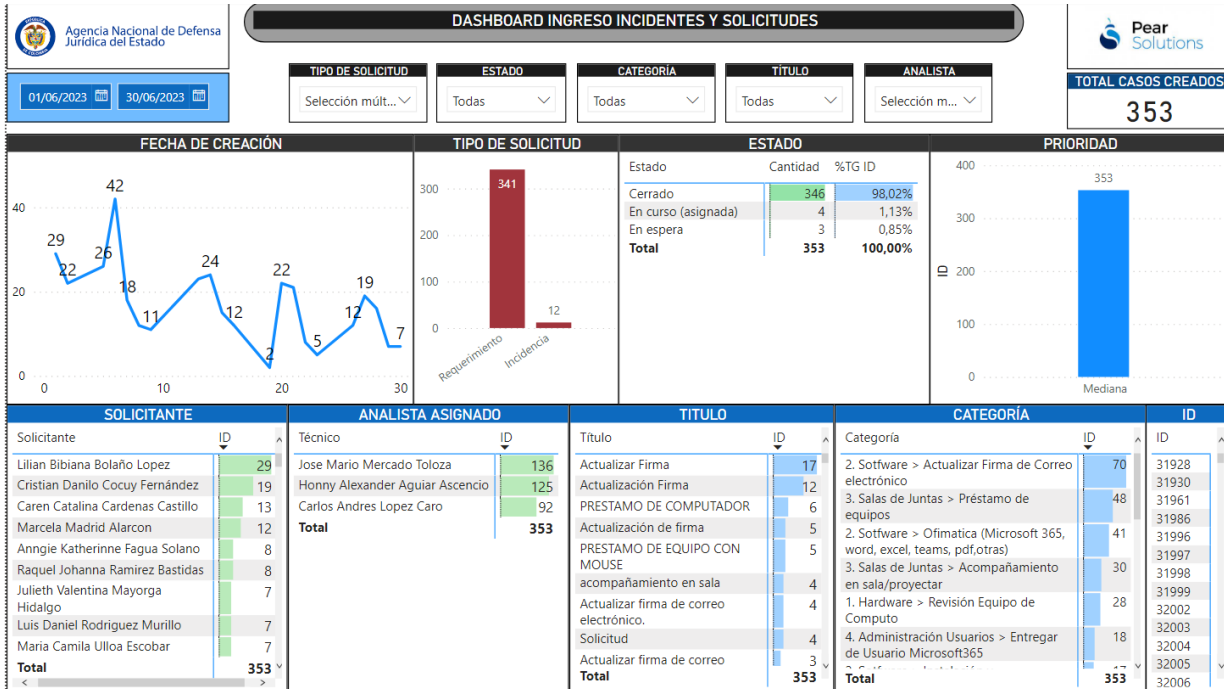 Agencia Nacional de Defensa
Jurídica del Estado
DASHBOARD INGRESO INCIDENTES Y SOLICITUDES
Pear
Solutions
01/06/2023
30/06/2023
TIPO DE SOLICITUD
Selección múlt...
ESTADO
Todas
CATEGORÍA
Todas
TÍTULO
Todas
ANALISTA
Selección m...
TOTAL CASOS CREADOS
353
FECHA DE CREACIÓN
40
20
0
29
22
26
42
18
11
24
12
2
22
5
12
19
7
0
10
20
30
TIPO DE SOLICITUD
300
200
100
0
341
12
Requerimiento
Incidencia
ESTADO
Estado Cantidad %TG ID
Cerrado 346 98,02%
En curso (asignada) 4 1,13%
En espera 3 0,85%
Total 353 100,00%
PRIORIDAD
400
300
200
100
0
ID
353
Mediana
SOLICITANTE
Solicitante ID
Lilian Bibiana Bolaño Lopez 29
Cristian Danilo Cocuy Fernández 19
Caren Catalina Cardenas Castillo 13
Marcela Madrid Alarcon 12
Anngie Katherinne Fagua Solano 8
Raquel Johanna Ramirez Bastidas 8
Julieth Valentina Mayorga 7
Hidalgo
Luis Daniel Rodriguez Murillo 7
Maria Camila Ulloa Escobar 7
Total 353
ANALISTA ASIGNADO
Técnico ID
Jose Mario Mercado Toloza 136
Honny Alexander Aguiar Ascencio 125
Carlos Andres Lopez Caro 92
Total 353
TITULO
Título ID
Actualizar Firma 17
Actualización Firma 12
PRESTAMO DE COMPUTADOR 6
Actualización de firma 5
PRESTAMO DE EQUIPO CON 5
MOUSE
acompañamiento en sala 4
Actualizar firma de correo 4
electrónico.
Solicitud 4
Actualizar firma de correo 3
Total 353
CATEGORÍA
Categoría ID
2. Sotfware > Actualizar Firma de Correo 70
electrónico
3. Salas de Juntas > Préstamo de 48
equipos
2. Sotfware > Ofimatica (Microsoft 365, 41
word, excel, teams, pdf,otras)
3. Salas de Juntas > Acompañamiento 30
en sala/proyectar
1. Hardware > Revisión Equipo de 28
Computo
4. Administración Usuarios > Entregar 18
de Usuario Microsoft365
Total 353
ID
ID
31928
31930
31961
31986
31996
31997
31998
31999
32002
32003
32004
32005
32006